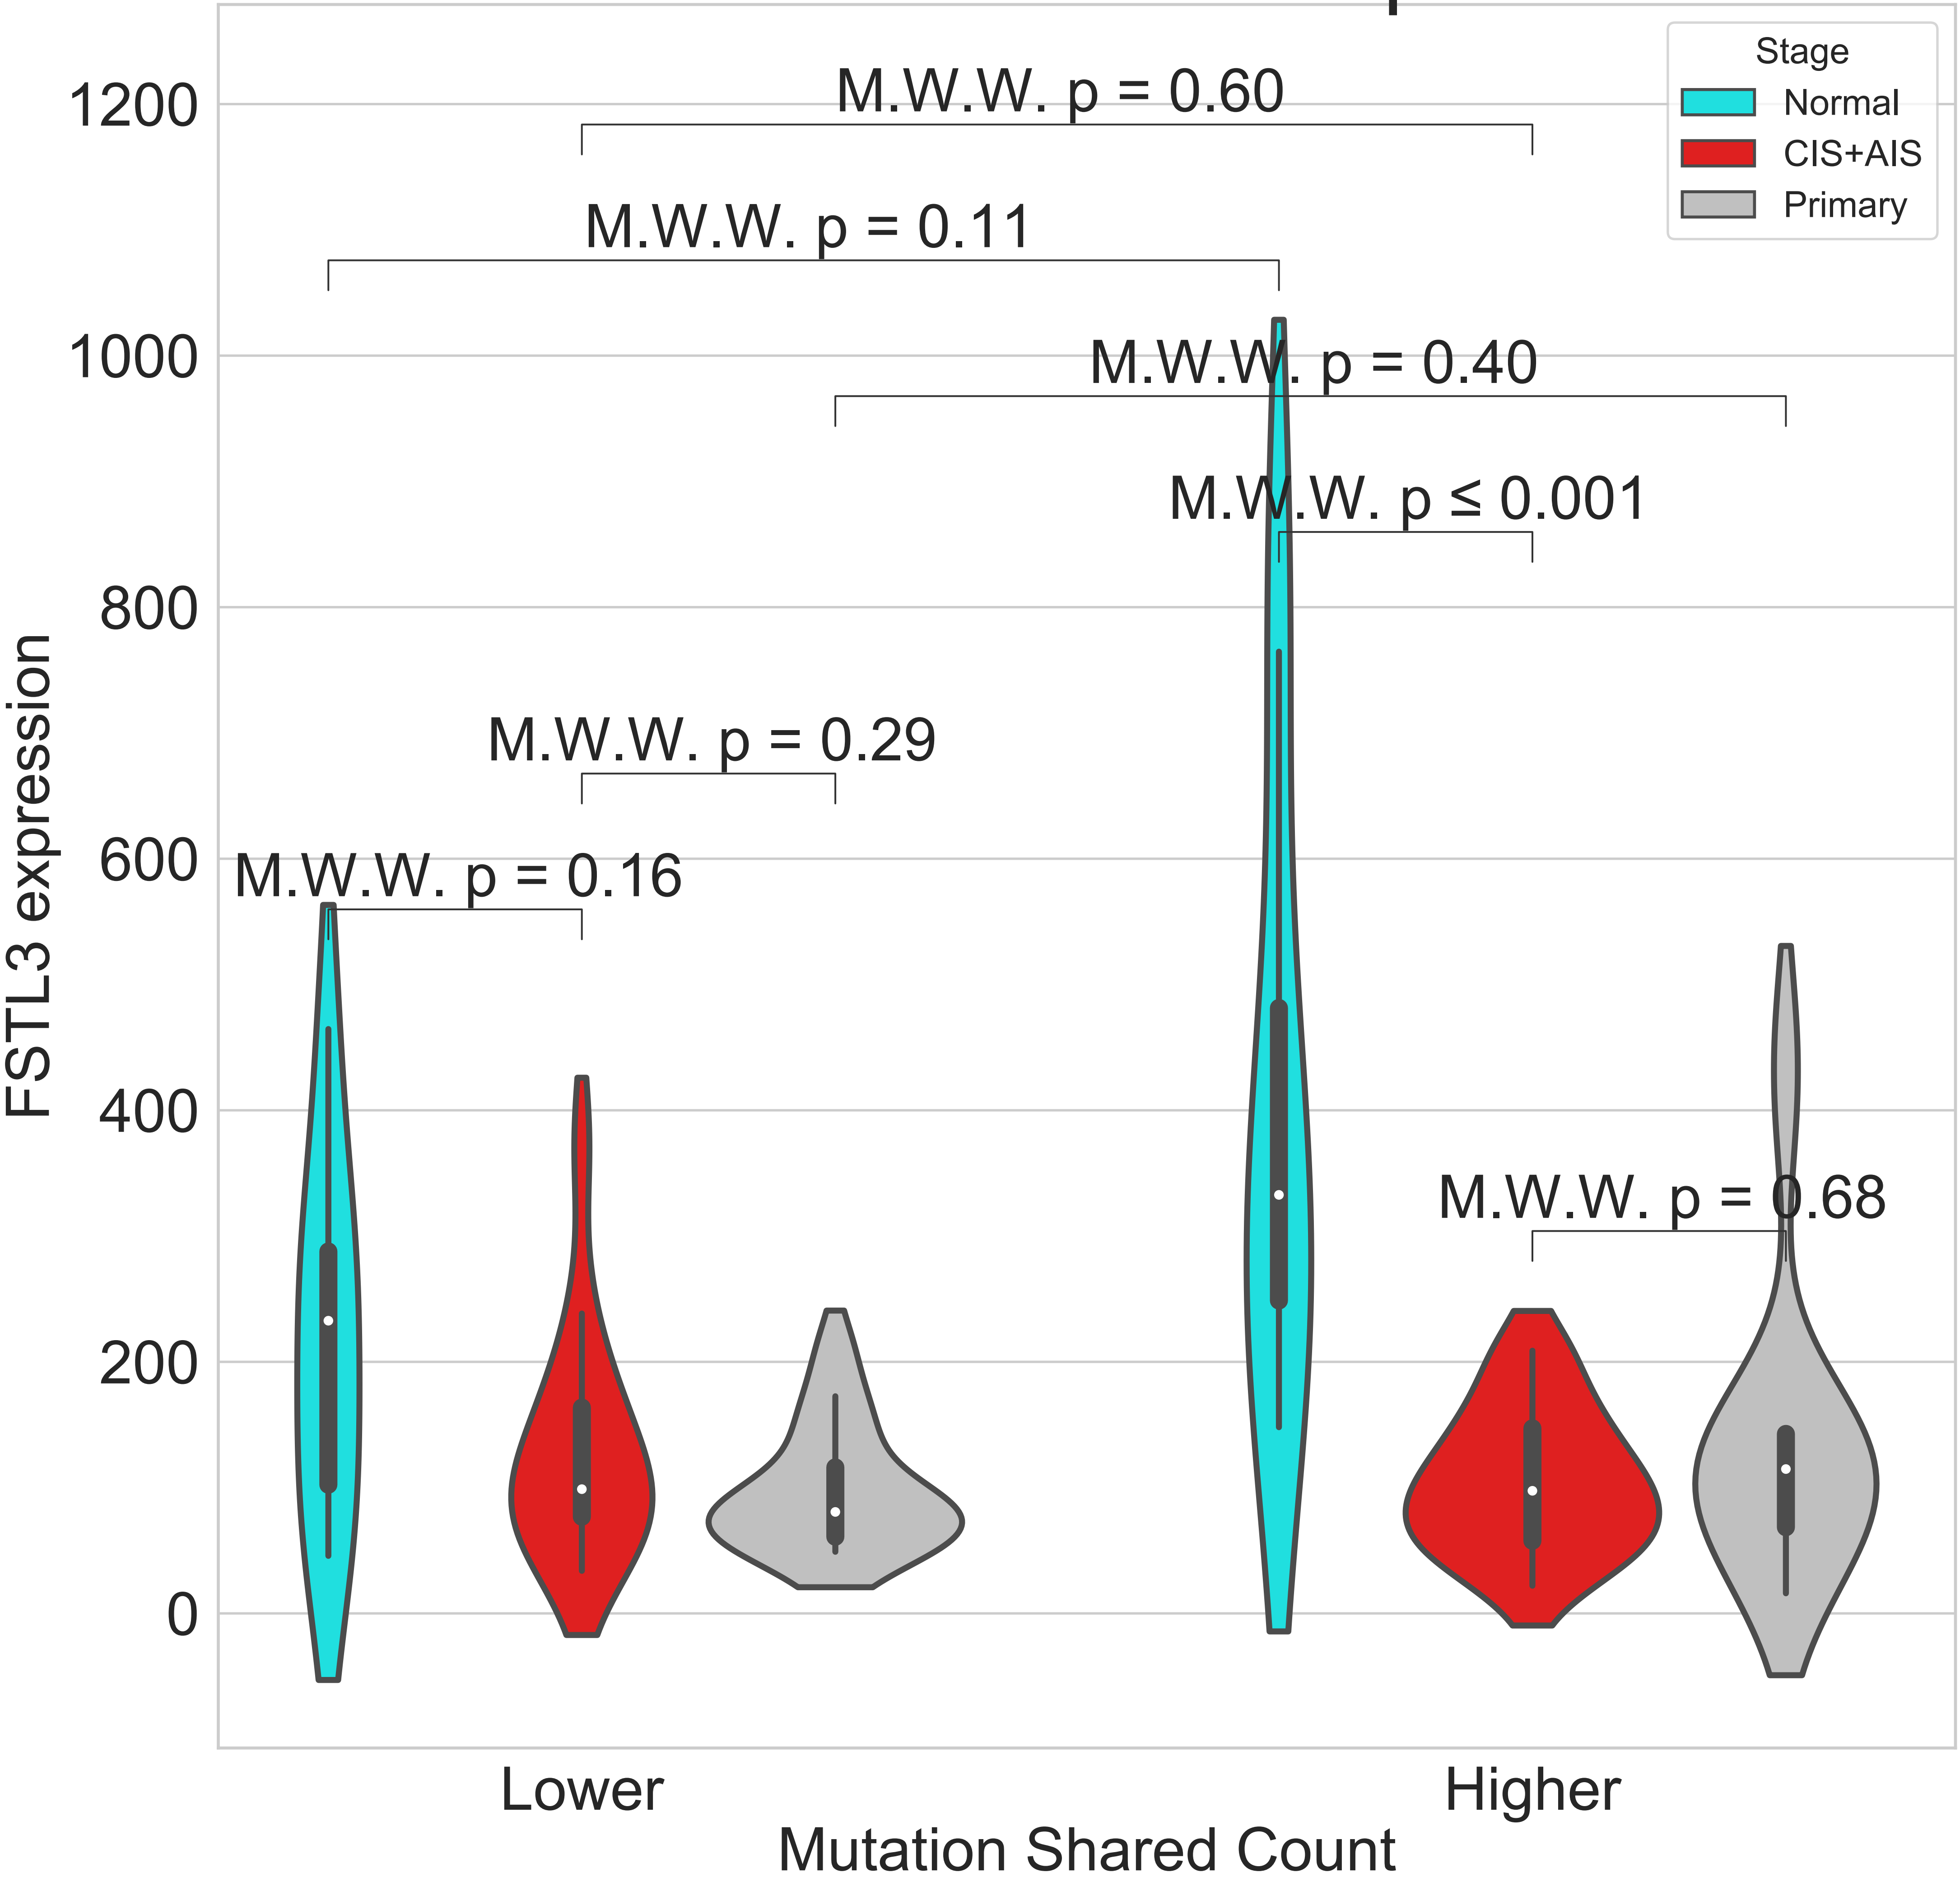 Stage
Normal
CIS+AIS
Primary
M.W.W. p = 0.60
M.W.W. p = 0.11
M.W.W. p = 0.40
M.W.W. p ≤ 0.001
M.W.W. p = 0.29
M.W.W. p = 0.16
M.W.W. p = 0.68
1200
1000
800
600
400
200
0
FSTL3 expression
Lower
Higher
Mutation Shared Count